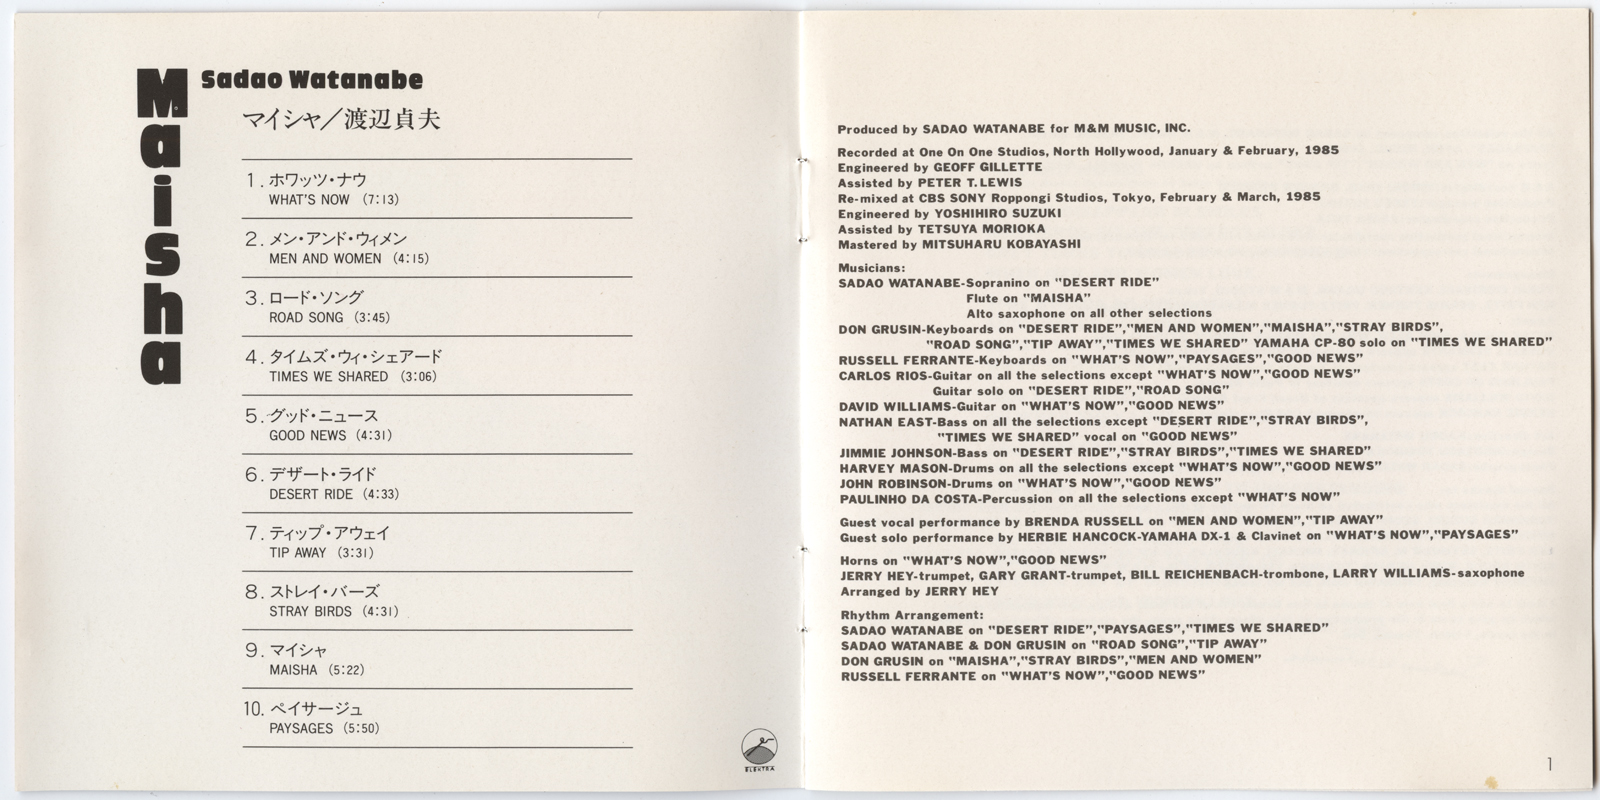 Maisha
Sadao Watanabe
マイシャ／渡辺貞夫
1. ホワッツ・ナウ
WHAT'S NOW (7:13)
2. メン・アンド・ウィメン
MEN AND WOMEN (4:15)
3. ロード・ソング
ROAD SONG (3:45)
4. タイムズ・ウィ・シェアード
TIMES WE SHARED (3:06)
5. グッド・ニュース
GOOD NEWS (4:31)
6. デザート・ライド
DESERT RIDE (4:33)
7. ティップ・アウェイ
TIP AWAY (3:31)
8. ストレイ・バーズ
STRAY BIRDS (4:31)
9. マイシャ
MAISHA (5:22)
10. ペイサージュ
PAYSAGES (5:50)
ELEKTRA
Produced by SADAO WATANABE for M&M MUSIC, INC.
Recorded at One On One Studios, North Hollywood, January & February, 1985
Engineered by GEOFF GILLETTE
Assisted by PETER T. LEWIS
Re-mixed at CBS SONY Roppongi Studios, Tokyo, February & March, 1985
Engineered by YOSHIHIRO SUZUKI
Assisted by TETSUYA MORIOKA
Mastered by MITSUHARU KOBAYASHI
Musicians:
SADAO WATANABE-Sopranino on "DESERT RIDE"
Flute on "MAISHA"
Alto saxophone on all other selections
DON GRUSIN-Keyboards on "DESERT RIDE","MEN AND WOMEN","MAISHA","STRAY BIRDS",
"ROAD SONG","TIP AWAY","TIMES WE SHARED" YAMAHA CP-80 solo on "TIMES WE SHARED"
RUSSELL FERRANTE-Keyboards on "WHAT'S NOW","PAYSAGES","GOOD NEWS"
CARLOS RIOS-Guitar on all the selections except "WHAT'S NOW","GOOD NEWS"
Guitar solo on "DESERT RIDE","ROAD SONG"
DAVID WILLIAMS-Guitar on "WHAT'S NOW","GOOD NEWS"
NATHAN EAST-Bass on all the selections except "DESERT RIDE","STRAY BIRDS",
"TIMES WE SHARED" vocal on "GOOD NEWS"
JIMMIE JOHNSON-Bass on "DESERT RIDE","STRAY BIRDS","TIMES WE SHARED"
HARVEY MASON-Drums on all the selections except "WHAT'S NOW","GOOD NEWS"
JOHN ROBINSON-Drums on "WHAT'S NOW","GOOD NEWS"
PAULINHO DA COSTA-Percussion on all the selections except "WHAT'S NOW"
Guest vocal performance by BRENDA RUSSELL on "MEN AND WOMEN","TIP AWAY"
Guest solo performance by HERBIE HANCOCK-YAMAHA DX-1 & Clavinet on "WHAT'S NOW","PAYSAGES"
Horns on "WHAT'S NOW","GOOD NEWS"
JERRY HEY-trumpet, GARY GRANT-trumpet, BILL REICHENBACH-trombone, LARRY WILLIAMS-saxophone
Arranged by JERRY HEY
Rhythm Arrangement:
SADAO WATANABE on "DESERT RIDE","PAYSAGES","TIMES WE SHARED"
SADAO WATANABE & DON GRUSIN on "ROAD SONG","TIP AWAY"
DON GRUSIN on "MAISHA","STRAY BIRDS","MEN AND WOMEN"
RUSSELL FERRANTE on "WHAT'S NOW","GOOD NEWS"
1